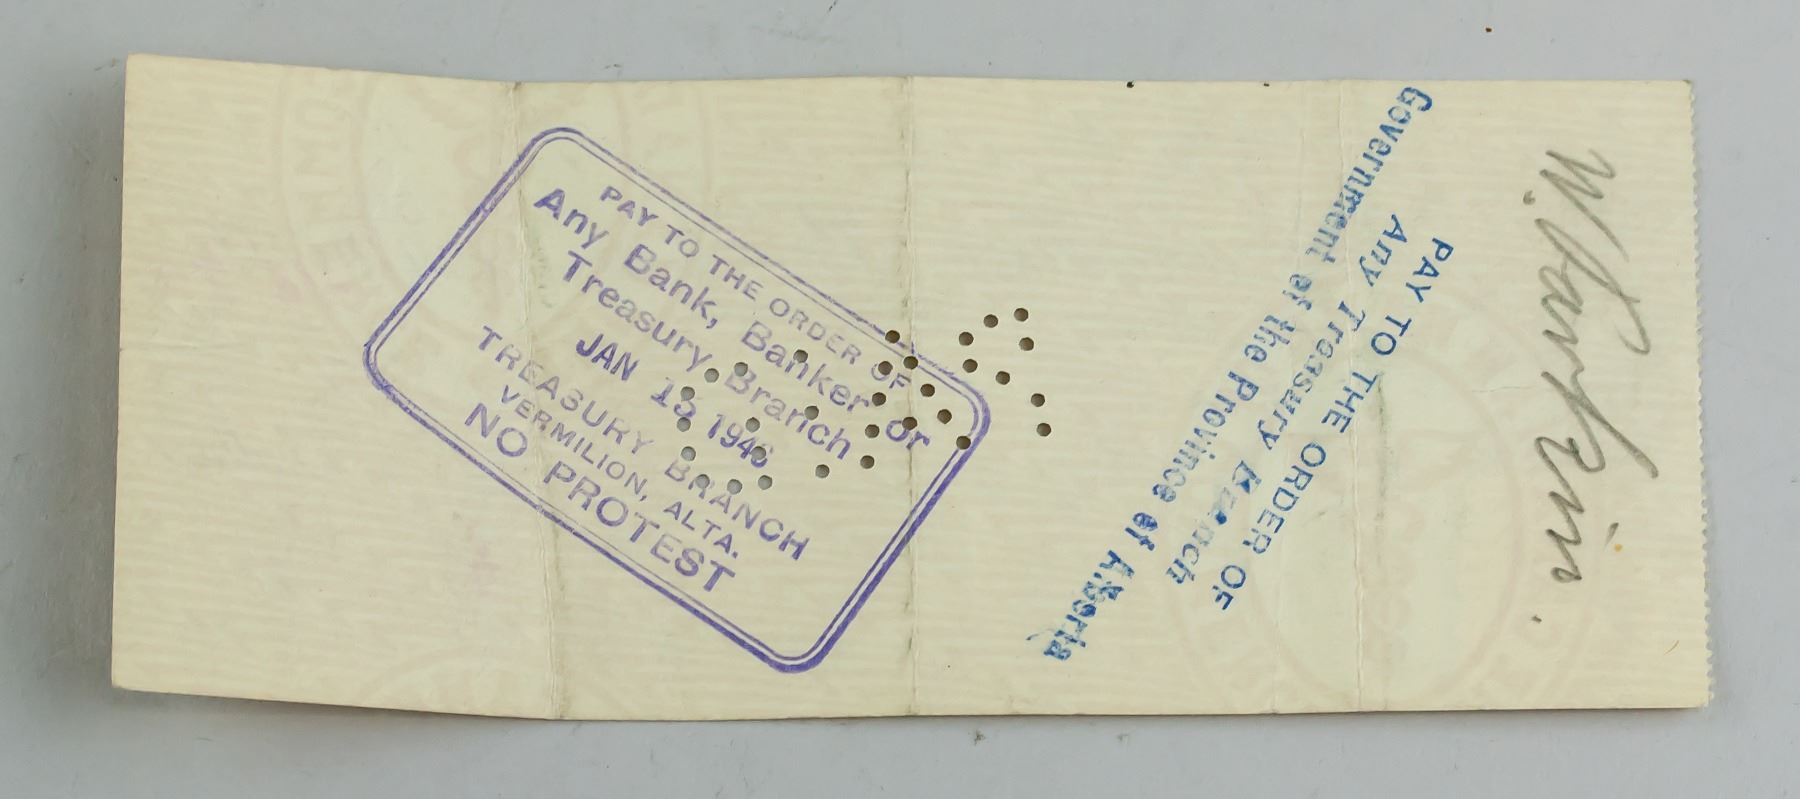 PAY TO THE ORDER OF
Any Bank, Banker or
Treasury Branch
JAN 15 1946
TREASURY BRANCH
VERMILION, ALTA.
NO PROTEST
PAY TO THE ORDER OF
Any Treasury Branch
Government of the Province of Alberta
W.